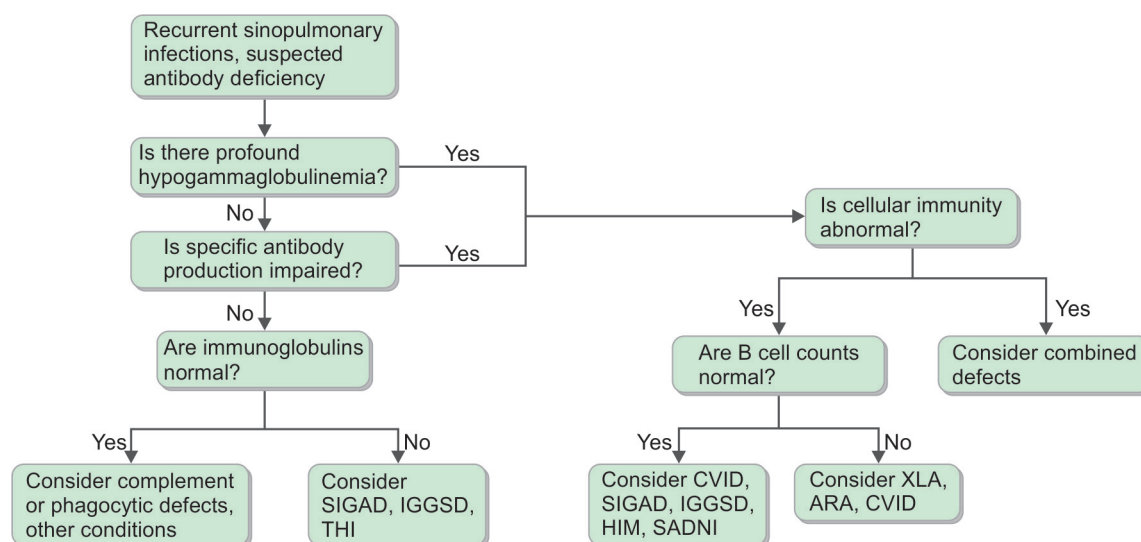 Recurrent sinopulmonary
infections, suspected
antibody deficiency
Is there profound
hypogammaglobulinemia?
Yes
No
Is specific antibody
production impaired?
Yes
No
Are immunoglobulins
normal?
Yes
No
Consider complement
or phagocytic defects,
other conditions
Consider
SIGAD, IGGSD,
THI
Is cellular immunity
abnormal?
Yes
Yes
Are B cell counts
normal?
Consider combined
defects
Yes
No
Consider CVID,
SIGAD, IGGSD,
HIM, SADNI
Consider XLA,
ARA, CVID